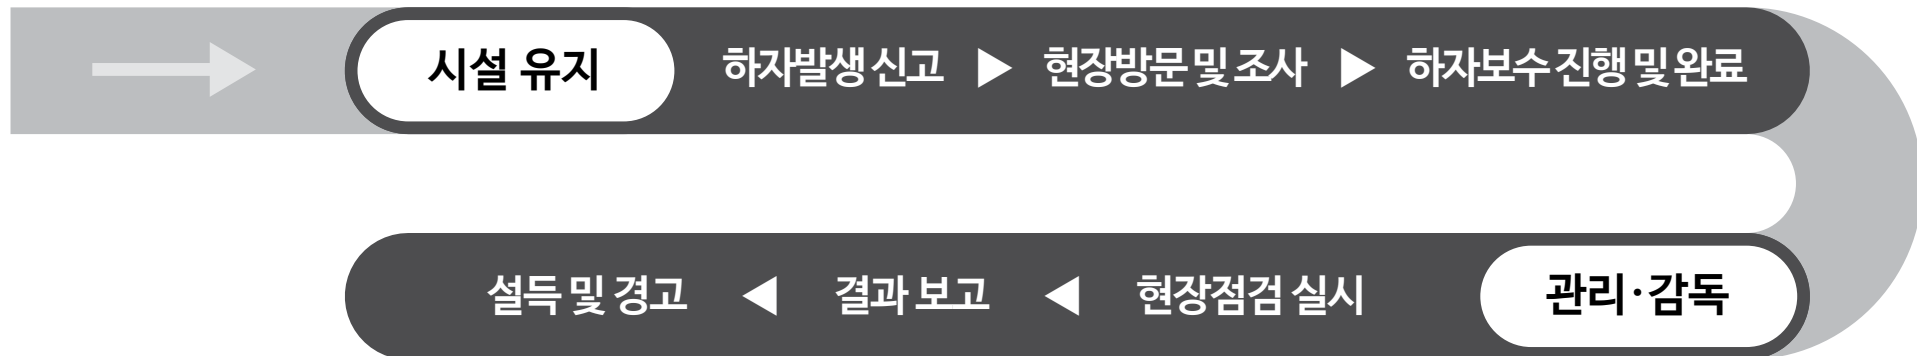 시설 유지 하자발생 신고 ▶ 현장방문 및 조사 ▶ 하자보수 진행 및 완료
설득 및 경고 ◀ 결과 보고 ◀ 현장점검 실시 관리·감독